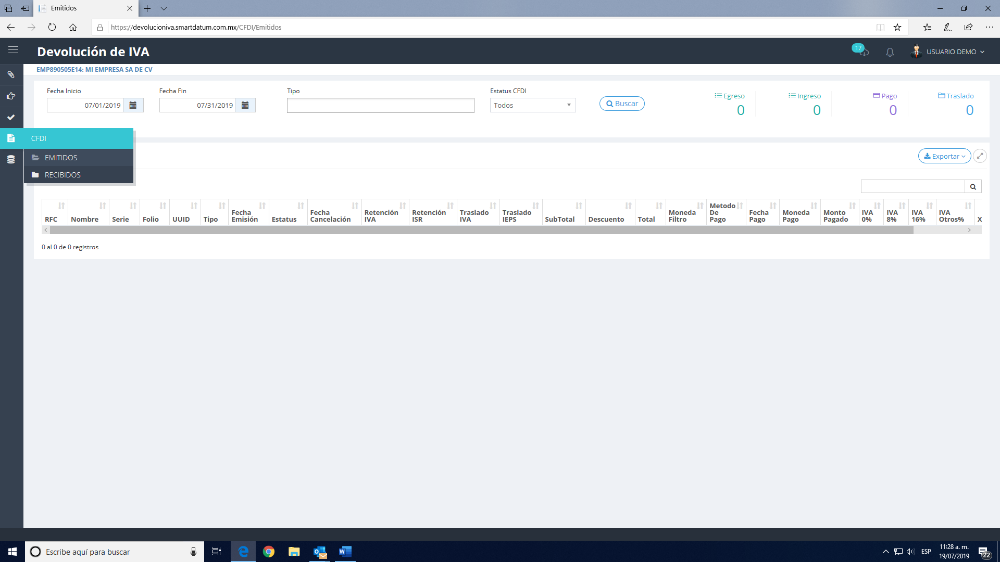 Emitidos
https://devolucioniva.smartdatum.com.mx/CFDI/Emitidos
Devolución de IVA
17
USUARIO DEMO
EMP890505E14: MI EMPRESA SA DE CV
Fecha Inicio
07/01/2019
Fecha Fin
07/31/2019
Tipo
Estatus CFDI
Todos
Buscar
Egreso
0
Ingreso
0
Pago
0
Traslado
0
CFDI
EMITIDOS
RECIBIDOS
Exportar
RFC
Nombre
Serie
Folio
UUID
Tipo
Fecha
Emisión
Estatus
Fecha
Cancelación
Retención
IVA
Retención
ISR
Traslado
IVA
Traslado
IEPS
SubTotal
Descuento
Total
Moneda
Filtro
Metodo
De
Pago
Fecha
Pago
Moneda
Pago
Monto
Pagado
IVA
0%
IVA
8%
IVA
16%
IVA
Otros%
X
0 al 0 de 0 registros
Escribe aquí para buscar
ESP
11:28 a. m.
19/07/2019
22